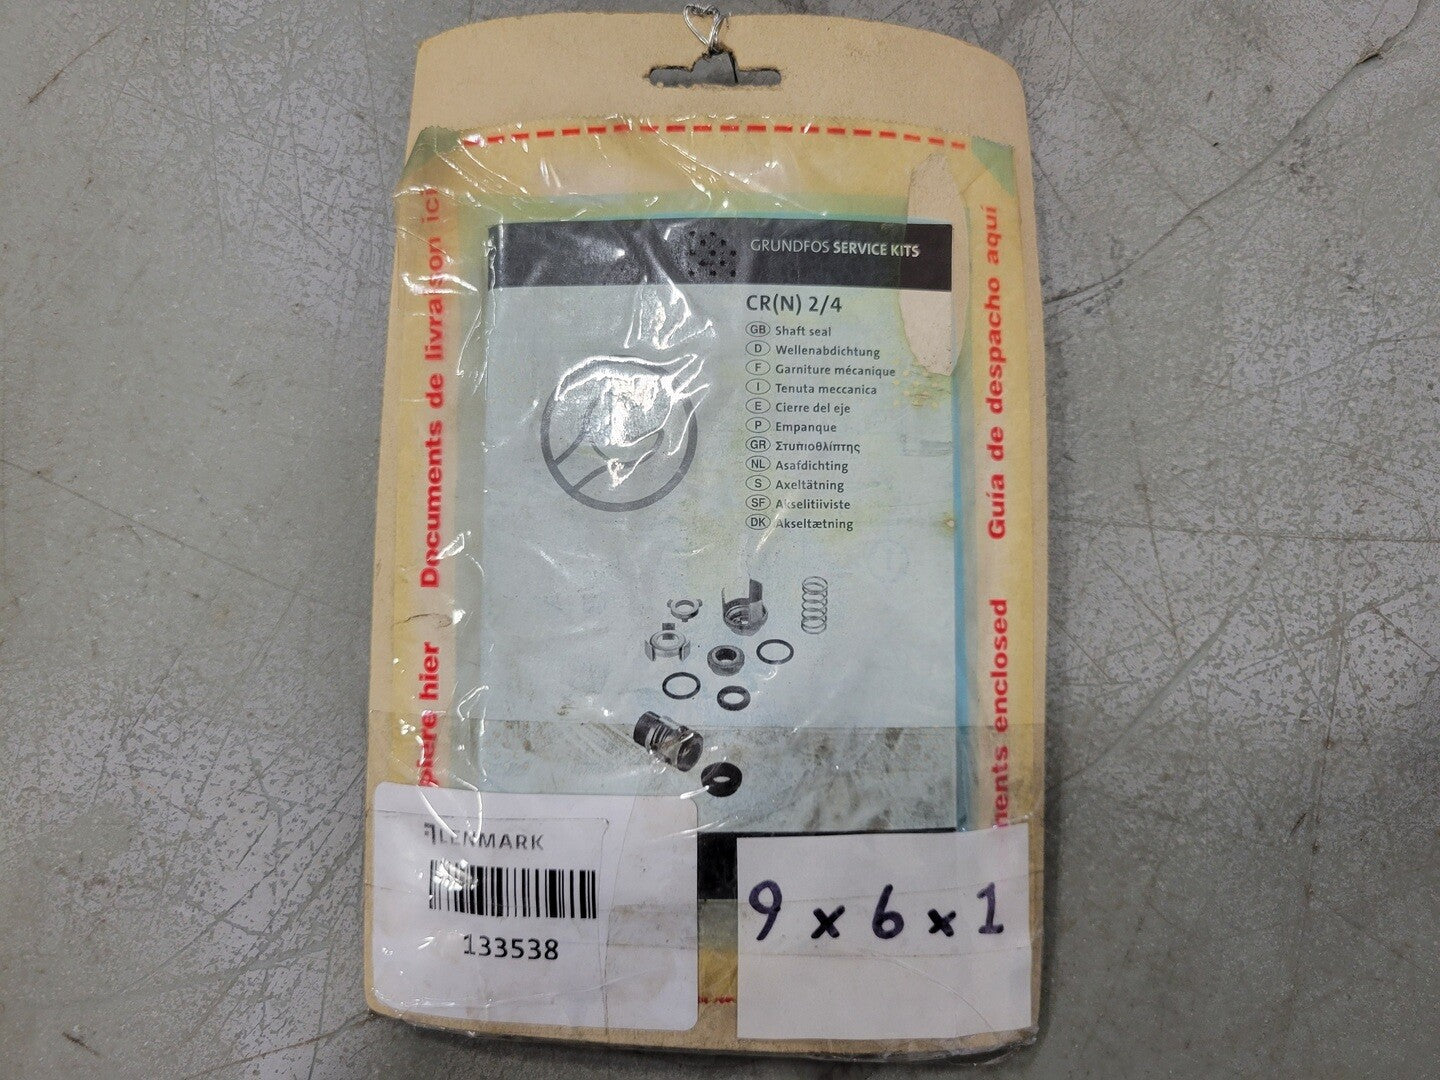 GRUNDFOS SERVICE KITS
CR(N) 2/4
GB Shaft seal
D Wellenabdichtung
F Garniture mécanique
I Tenuta meccanica
E Cierre del eje
P Empanque
GR Στυπιοθλίπτης
NL Asafdichting
S Axeltätning
SF Akselitiiviste
DK Akseltætning
Documents de livraison ici
hier
Guía de despacho aquí
enclosed
LENMARK
133538
9 x 6 x 1